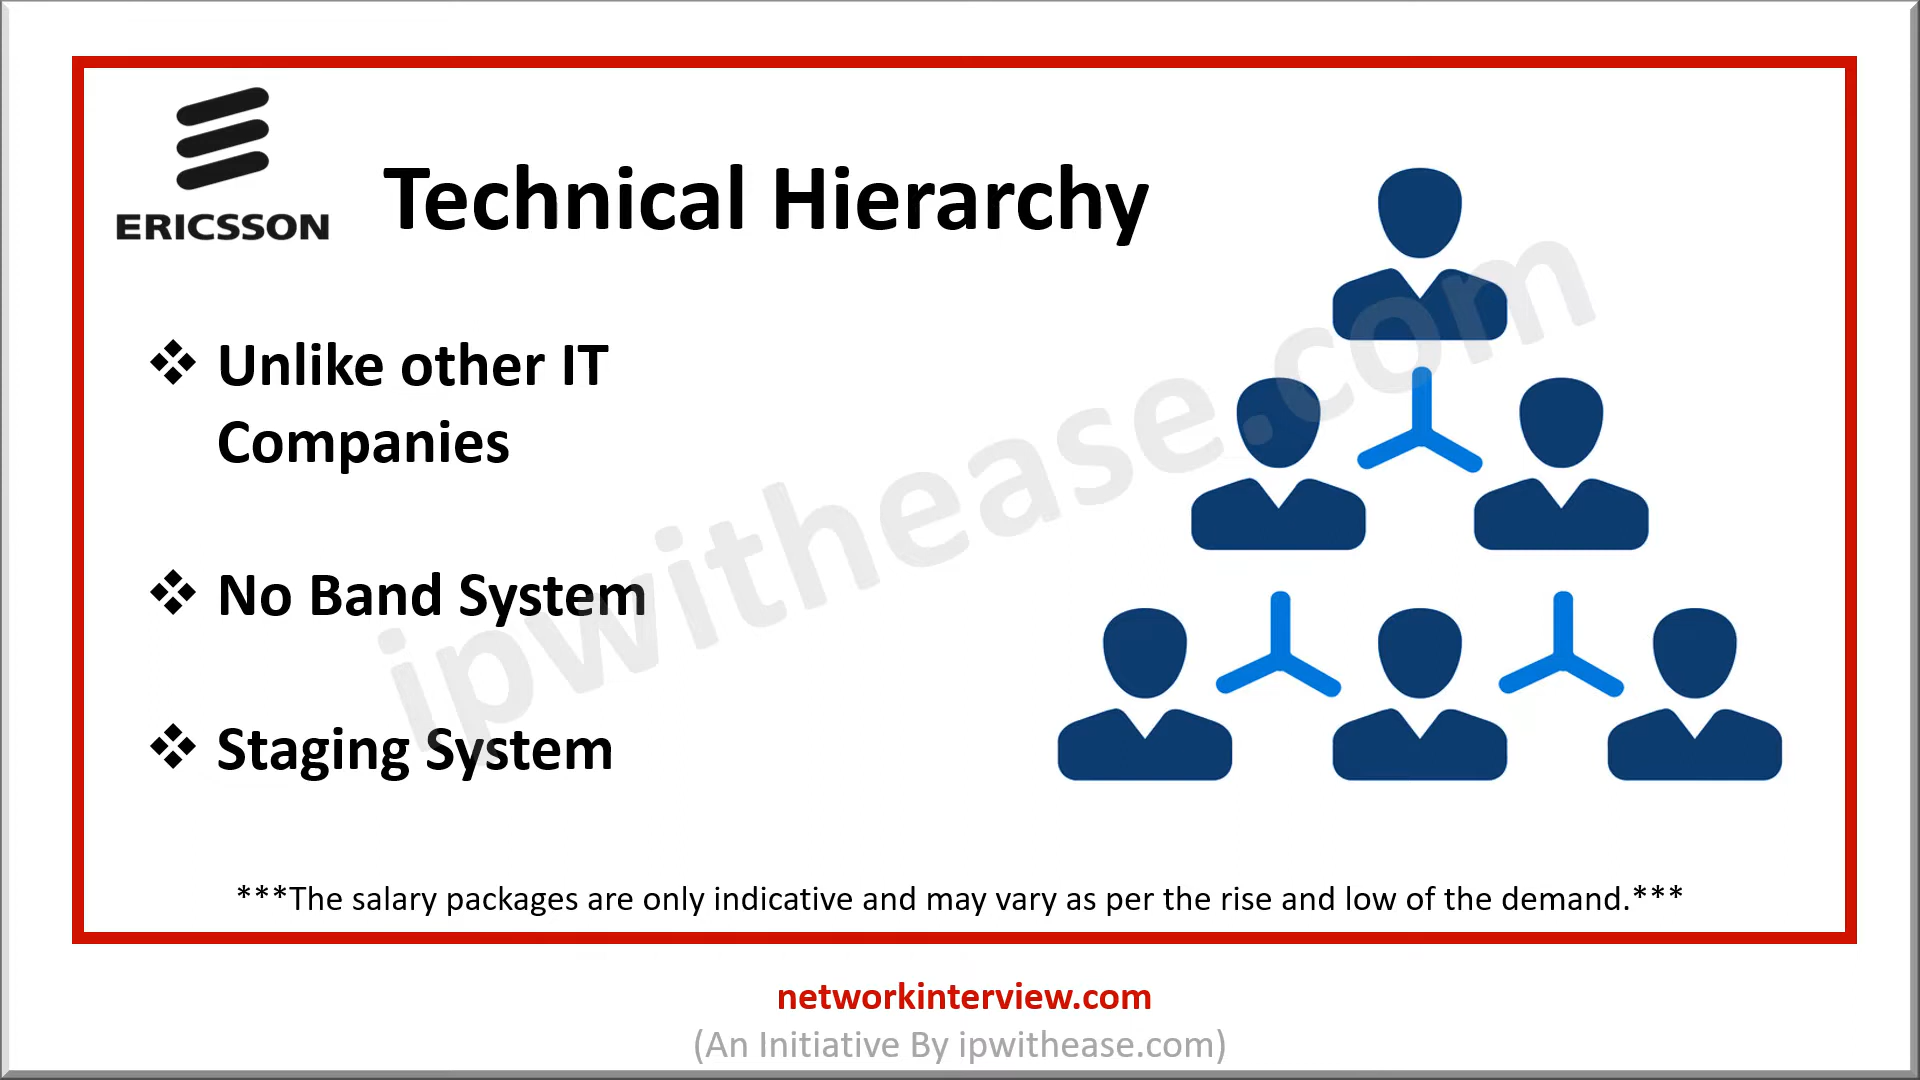 ERICSSON
Technical Hierarchy
❖ Unlike other IT
Companies
❖ No Band System
❖ Staging System
ipwithease.com
***The salary packages are only indicative and may vary as per the rise and low of the demand.***
networkinterview.com
(An Initiative By ipwithease.com)